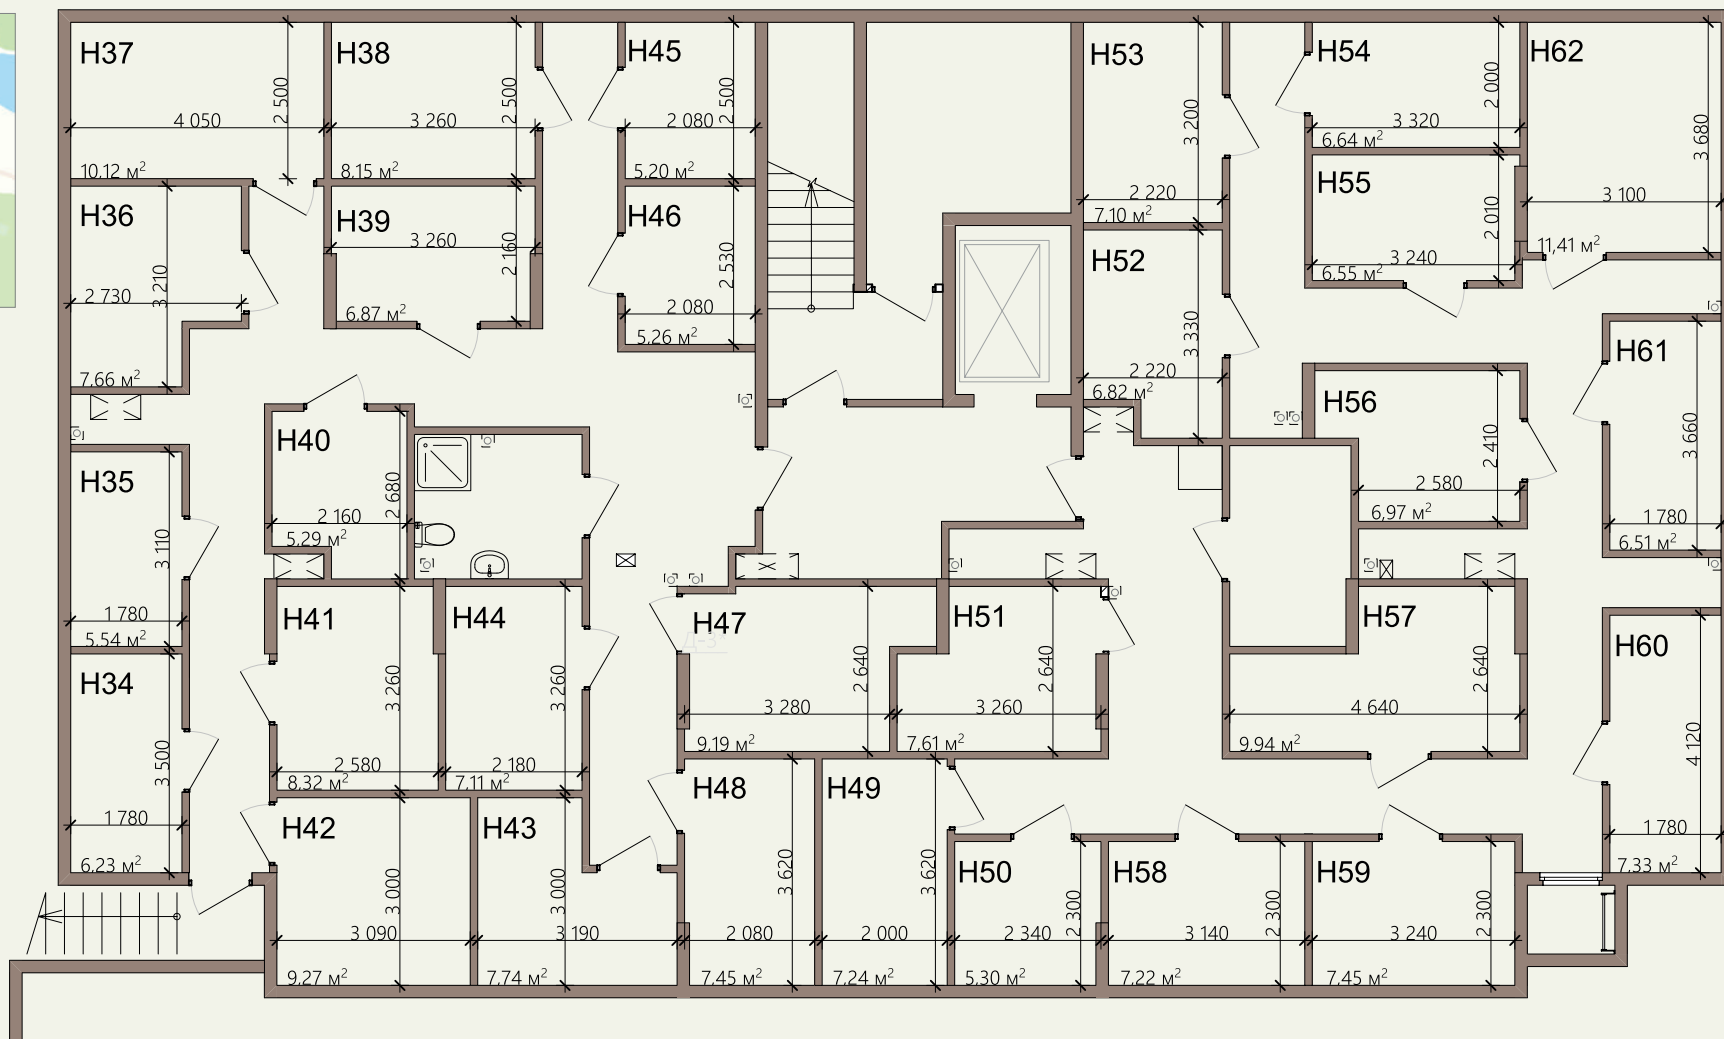 H37
2 500
4 050
10,12 м²
H38
2 500
3 260
8,15 м²
H45
2 500
2 080
5,20 м²
H53
3 200
2 220
7,10 м²
H54
2 000
3 320
6,64 м²
H62
3 680
3 100
11,41 м²
H36
3 210
2 730
7,66 м²
H39
3 260
2 160
6,87 м²
H46
2 530
2 080
5,26 м²
H52
3 330
2 220
6,82 м²
H55
2 010
3 240
6,55 м²
H61
3 660
1 780
6,51 м²
H35
3 110
1 780
5,54 м²
H40
2 680
2 160
5,29 м²
H56
2 410
2 580
6,97 м²
H34
3 500
1 780
6,23 м²
H41
3 260
2 580
8,32 м²
H44
3 260
2 180
7,11 м²
H47
Д-3
2 640
3 280
9,19 м²
H51
2 640
3 260
7,61 м²
H57
2 640
4 640
9,94 м²
H60
4 120
1 780
7,33 м²
H42
3 000
3 090
9,27 м²
H43
3 000
3 190
7,74 м²
H48
3 620
2 080
7,45 м²
H49
3 620
2 000
7,24 м²
H50
2 300
2 340
5,30 м²
H58
2 300
3 140
7,22 м²
H59
2 300
3 240
7,45 м²